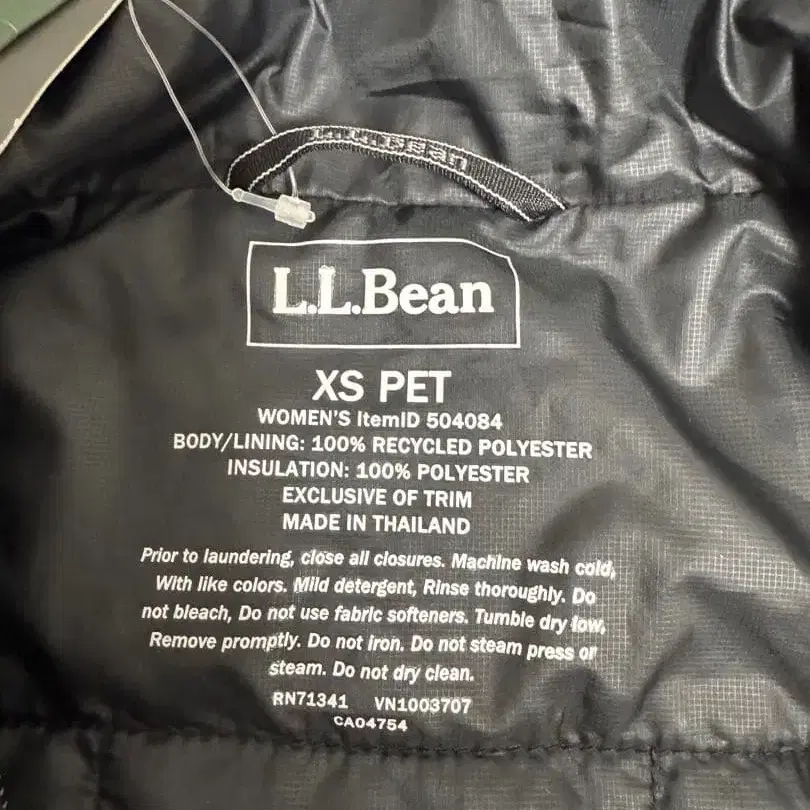 L.L.Bean
L.L.Bean
XS PET
WOMEN'S ItemID 504084
BODY/LINING: 100% RECYCLED POLYESTER
INSULATION: 100% POLYESTER
EXCLUSIVE OF TRIM
MADE IN THAILAND
Prior to laundering, close all closures. Machine wash cold,
With like colors. Mild detergent, Rinse thoroughly. Do
not bleach, Do not use fabric softeners. Tumble dry low,
Remove promptly. Do not iron. Do not steam press or
steam. Do not dry clean.
RN71341 VN1003707
CA04754